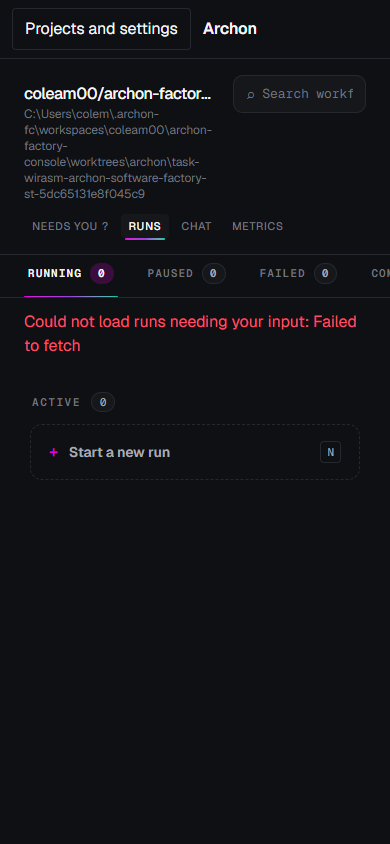 Projects and settings
Archon
coleam00/archon-factor...
Search workf
C:\Users\colem\.archon-
fc\workspaces\coleam00\archon-
factory-
console\worktrees\archon\task-
wirasm-archon-software-factory-
st-5dc65131e8f045c9
NEEDS YOU ?
RUNS
CHAT
METRICS
RUNNING 0
PAUSED 0
FAILED 0
COM
Could not load runs needing your input: Failed
to fetch
ACTIVE 0
+ Start a new run
N